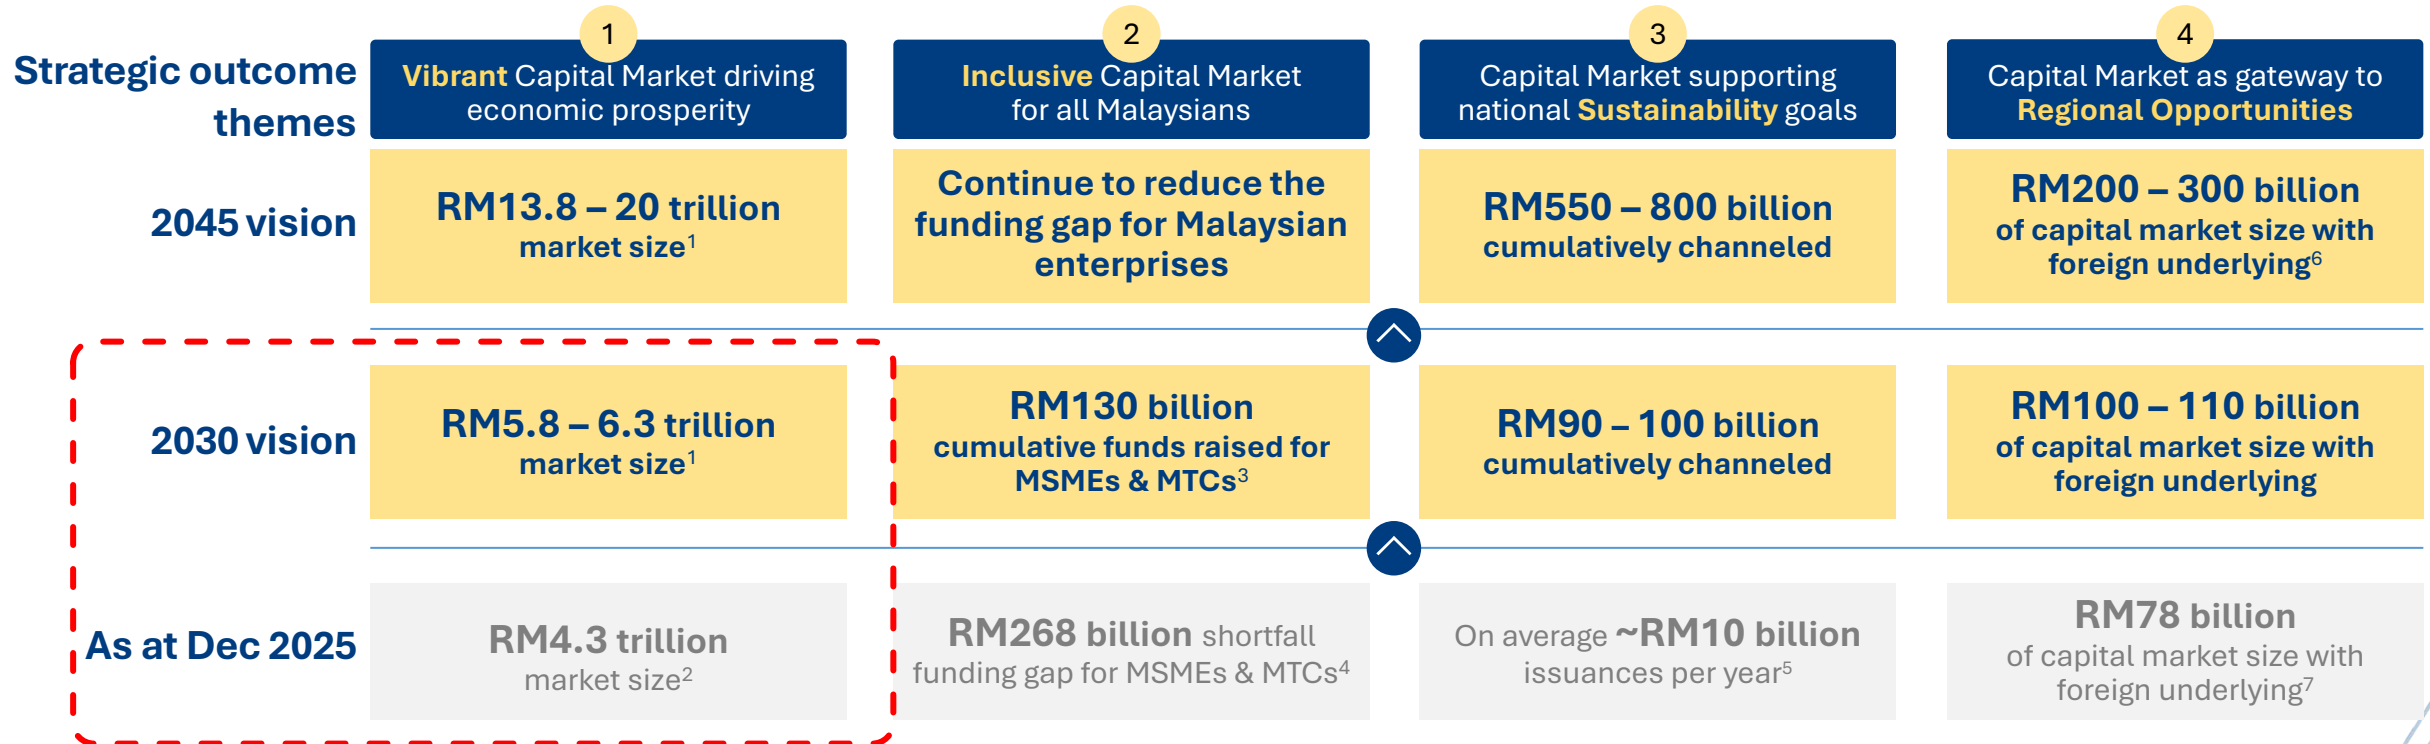 Strategic outcome
themes
1
Vibrant Capital Market driving
economic prosperity
2
Inclusive Capital Market
for all Malaysians
3
Capital Market supporting
national Sustainability goals
4
Capital Market as gateway to
Regional Opportunities
2045 vision
RM13.8 – 20 trillion
market size¹
Continue to reduce the
funding gap for Malaysian
enterprises
RM550 – 800 billion
cumulatively channeled
RM200 – 300 billion
of capital market size with
foreign underlying⁶
2030 vision
RM5.8 – 6.3 trillion
market size¹
RM130 billion
cumulative funds raised for
MSMEs & MTCs³
RM90 – 100 billion
cumulatively channeled
RM100 – 110 billion
of capital market size with
foreign underlying
As at Dec 2025
RM4.3 trillion
market size²
RM268 billion shortfall
funding gap for MSMEs & MTCs⁴
On average ~RM10 billion
issuances per year⁵
RM78 billion
of capital market size with
foreign underlying⁷